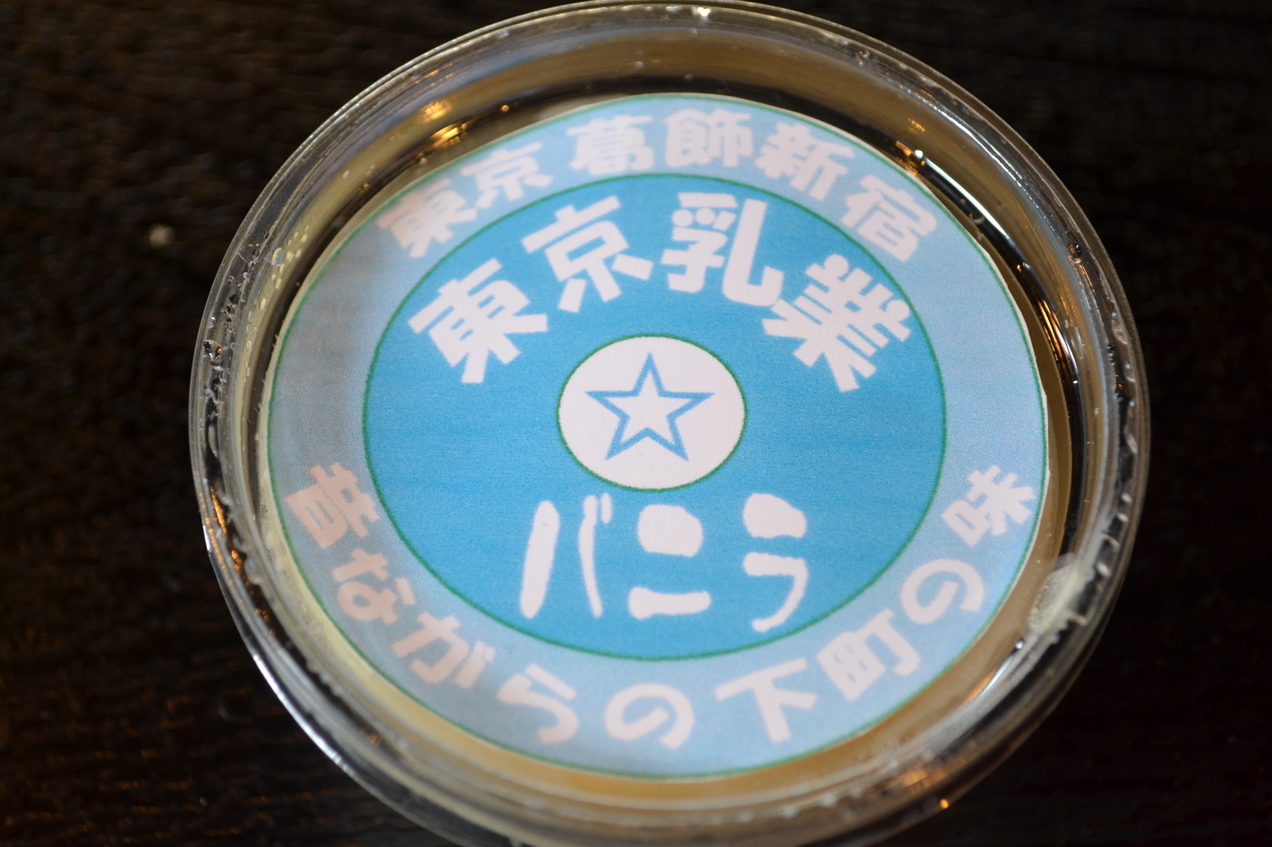 東京葛飾新宿
東京乳業
バニラ
昔ながらの下町の味